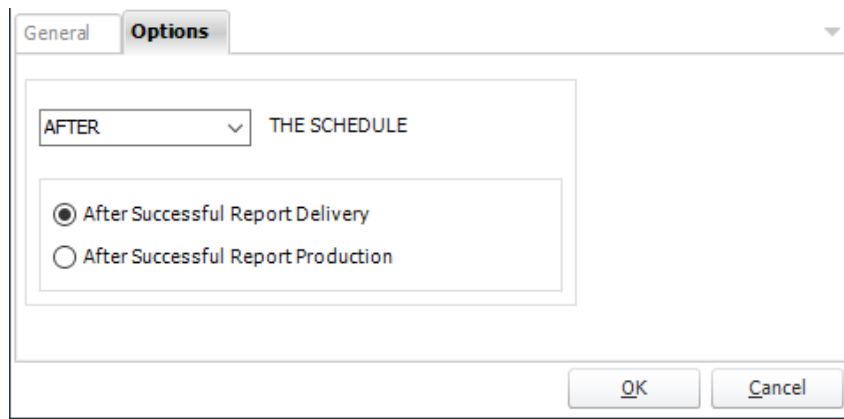 General Options
AFTER THE SCHEDULE
After Successful Report Delivery
After Successful Report Production
OK Cancel